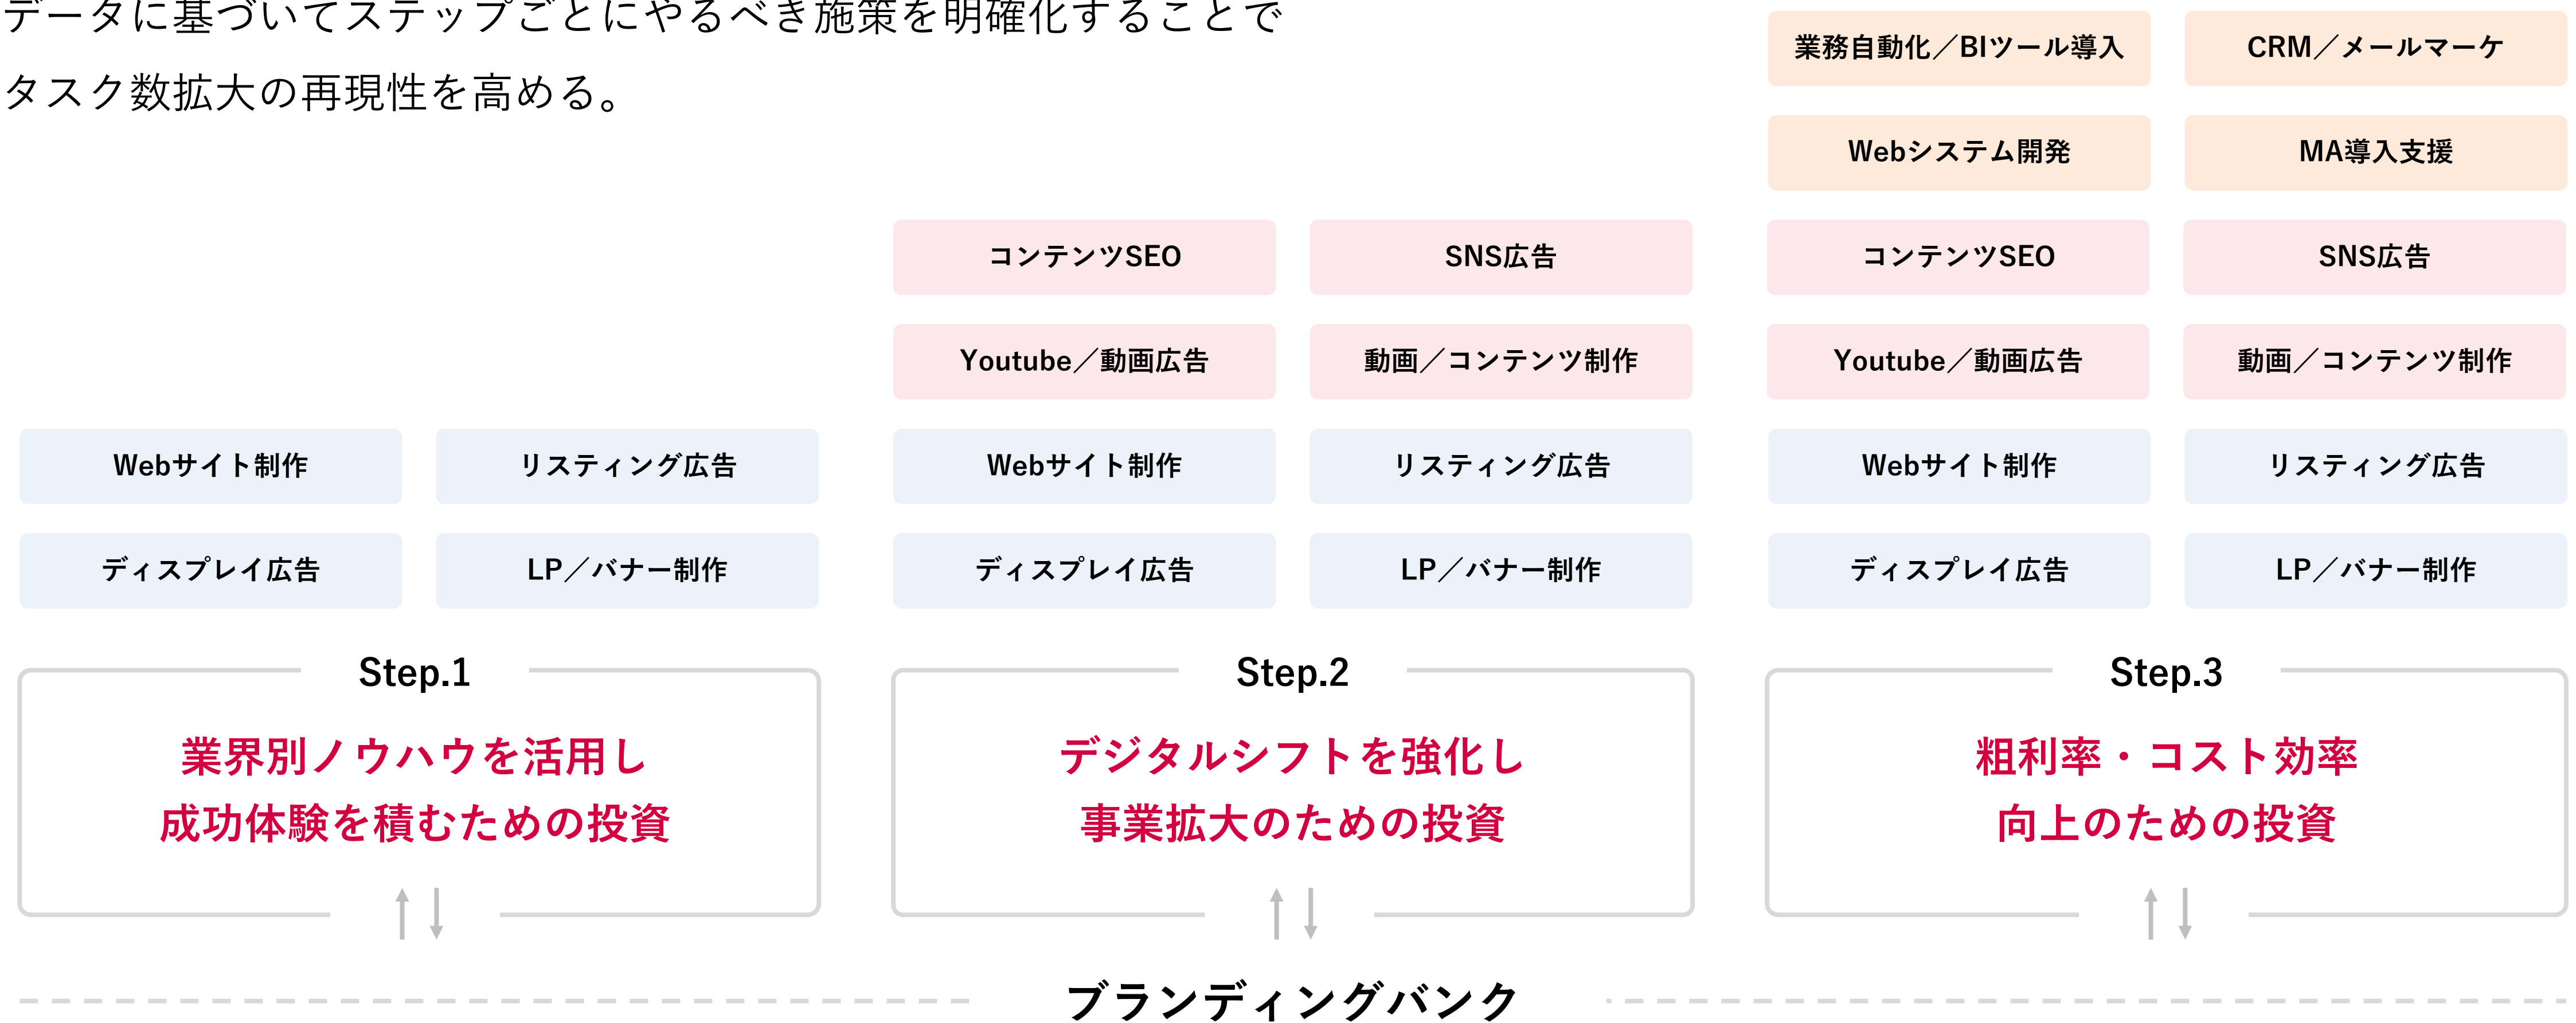 データに基づいてステップごとにやるべき施策を明確化することで
タスク数拡大の再現性を高める。
業務自動化／BIツール導入
CRM／メールマーケ
Webシステム開発
MA導入支援
コンテンツSEO
SNS広告
コンテンツSEO
SNS広告
Youtube／動画広告
動画／コンテンツ制作
Youtube／動画広告
動画／コンテンツ制作
Webサイト制作
リスティング広告
Webサイト制作
リスティング広告
Webサイト制作
リスティング広告
ディスプレイ広告
LP／バナー制作
ディスプレイ広告
LP／バナー制作
ディスプレイ広告
LP／バナー制作
Step.1
業界別ノウハウを活用し
成功体験を積むための投資
Step.2
デジタルシフトを強化し
事業拡大のための投資
Step.3
粗利率・コスト効率
向上のための投資
ブランディングバンク